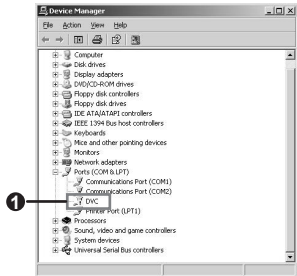 Device Manager
File Action View Help
Computer
Disk drives
Display adapters
DVD/CD-ROM drives
Floppy disk controllers
Floppy disk drives
IDE ATA/ATAPI controllers
IEEE 1394 Bus host controllers
Keyboards
Mice and other pointing devices
Monitors
Network adapters
Ports (COM & LPT)
Communications Port (COM1)
Communications Port (COM2)
1 DVC
Printer Port (LPT1)
Processors
Sound, video and game controllers
System devices
Universal Serial Bus controllers